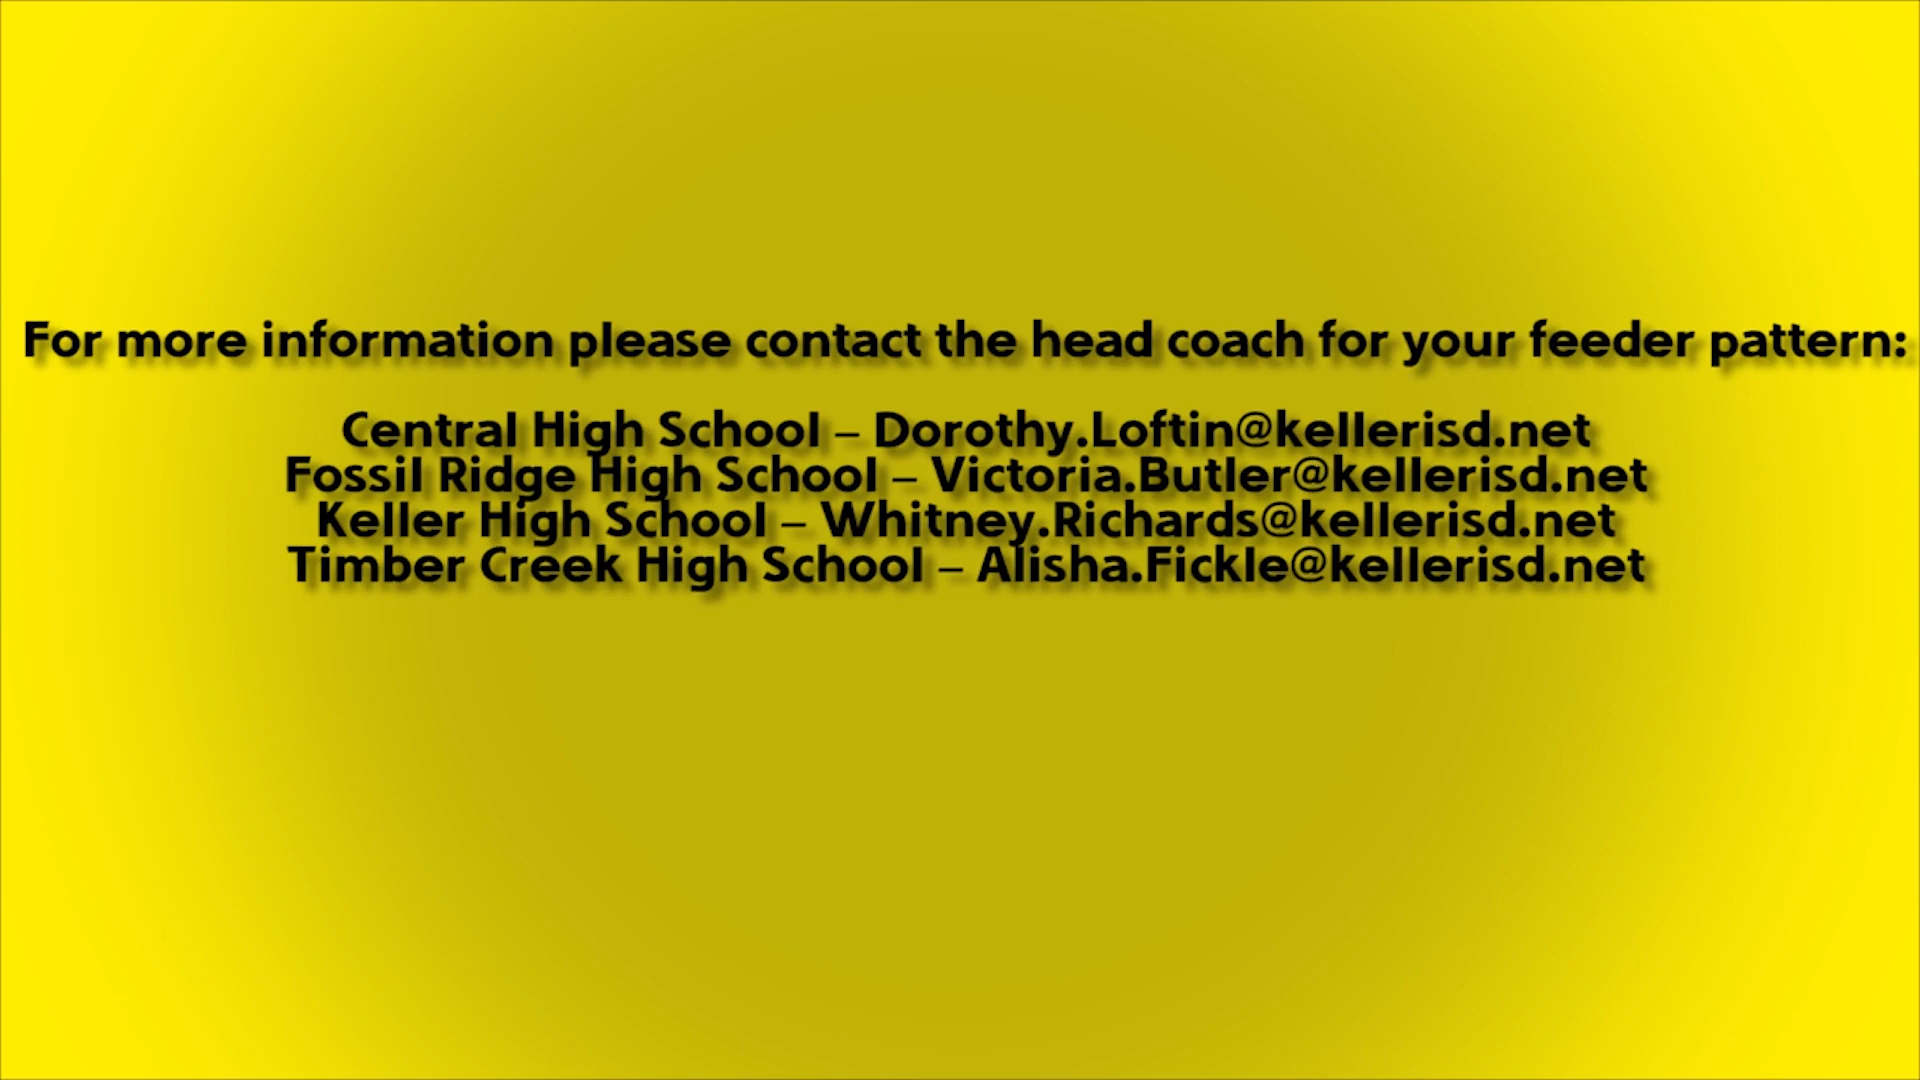 For more information please contact the head coach for your feeder pattern:
Central High School – Dorothy.Loftin@kellerisd.net
Fossil Ridge High School – Victoria.Butler@kellerisd.net
Keller High School – Whitney.Richards@kellerisd.net
Timber Creek High School – Alisha.Fickle@kellerisd.net